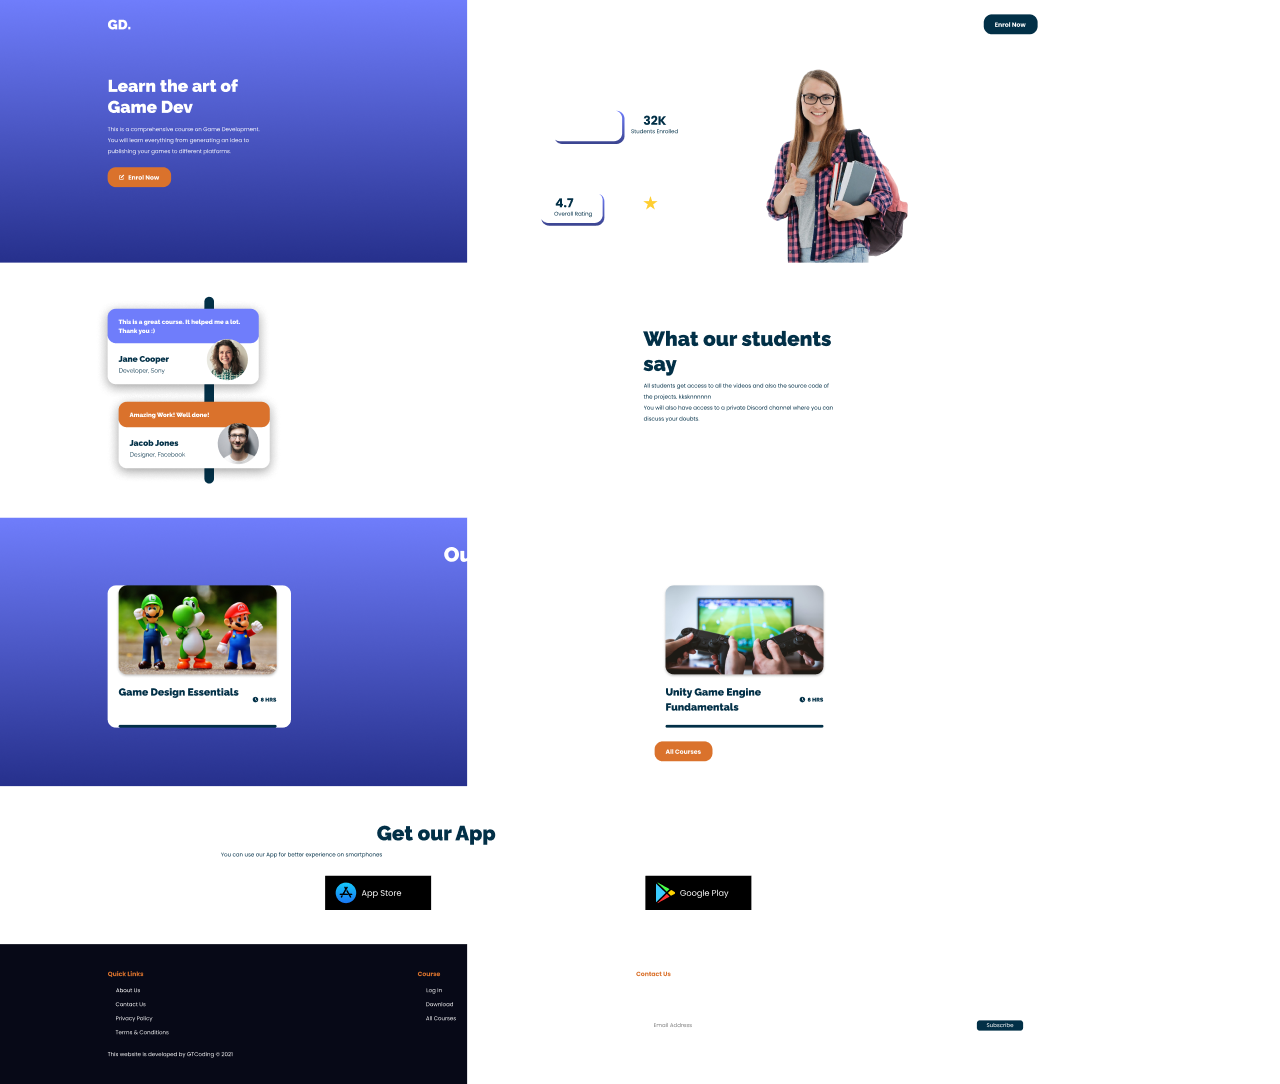 GD.
Enrol Now
Learn the art of
Game Dev
This is a comprehensive course on Game Development.
You will learn everything from generating an idea to
publishing your games to different platforms.
Enrol Now
32K
Students Enrolled
4.7
Overall Rating
This is a great course. It helped me a lot.
Thank you :)
Jane Cooper
Developer, Sony
Amazing Work! Well done!
Jacob Jones
Designer, Facebook
What our students
say
All students get access to all the videos and also the source code of
the projects. kksknnnnnn
You will also have access to a private Discord channel where you can
discuss your doubts.
Ou
Game Design Essentials
8 HRS
Unity Game Engine
Fundamentals
8 HRS
All Courses
Get our App
You can use our App for better experience on smartphones
App Store
Google Play
Quick Links
About Us
Contact Us
Privacy Policy
Terms & Conditions
Course
Log In
Download
All Courses
Contact Us
Email Address
Subscribe
This website is developed by GTCoding © 2021